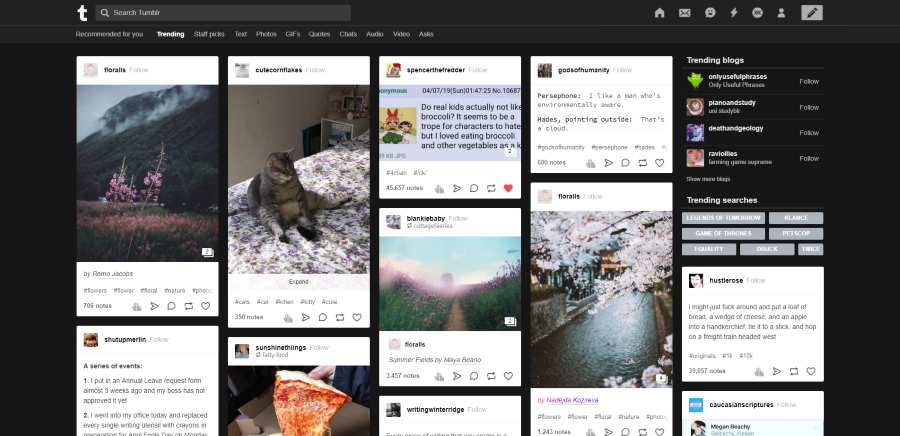 t
Search Tumblr
Recommended for you Trending Staff picks Text Photos GIFs Quotes Chats Audio Video Asks
floralls Follow
2
by Remo Jacobs
#flowers #flower #floral #nature #photo
706 notes
shutupmerlin Follow
A series of events:
1. I put in an Annual Leave request form
almost 3 weeks ago and my boss has not
approved it yet
2. I went into my office today and replaced
every single writing utensil with crayons in
preparation for April Fools Day on Monday
cutecornflakes Follow
Expand
#cats #cat #kitten #kitty #cute
350 notes
sunshinethiings Follow
fatty-food
spencerthefredder Follow
onymous 04/07/19(Sun)01:47:25 No.10687
Do real kids actually not like
broccoli? It seems to be a
trope for characters to hate
but I loved eating broccoli
and other vegetables as a k
KB JPG
2
#4chan #/ck/
45,657 notes
blankiebaby Follow
cottagefaeries
2
floralls
Summer Fields by Maya Beano
3,457 notes
writingwinterridge Follow
Every piece of writing that you create is a
godsofhumanity Follow
Persephone: I like a man who's
environmentally aware.
Hades, pointing outside: That's
a cloud.
#godsofhumanity #persephone #hades
600 notes
floralls Follow
4
by Nadejda Kozreva
#flowers #flower #floral #nature #photo
1,243 notes
Trending blogs
onlyusefulphrases
Only Useful Phrases
Follow
pianoandstudy
uni studyblr
Follow
deathandgeology
Follow
raviollies
farming game supreme
Follow
Show more blogs
Trending searches
LEGENDS OF TOMORROW KLANCE
GAME OF THRONES PETSCOP
EQUALITY DRUCK TWICE
hustlerose Follow
i might just fuck around and put a loaf of
bread, a wedge of cheese, and an apple
into a handkerchief, tie it to a stick, and hop
on a freight train headed west
#originals #1k #10k
39,057 notes
caucasianscriptures Follow
Megan Beachy
@beachy_megan